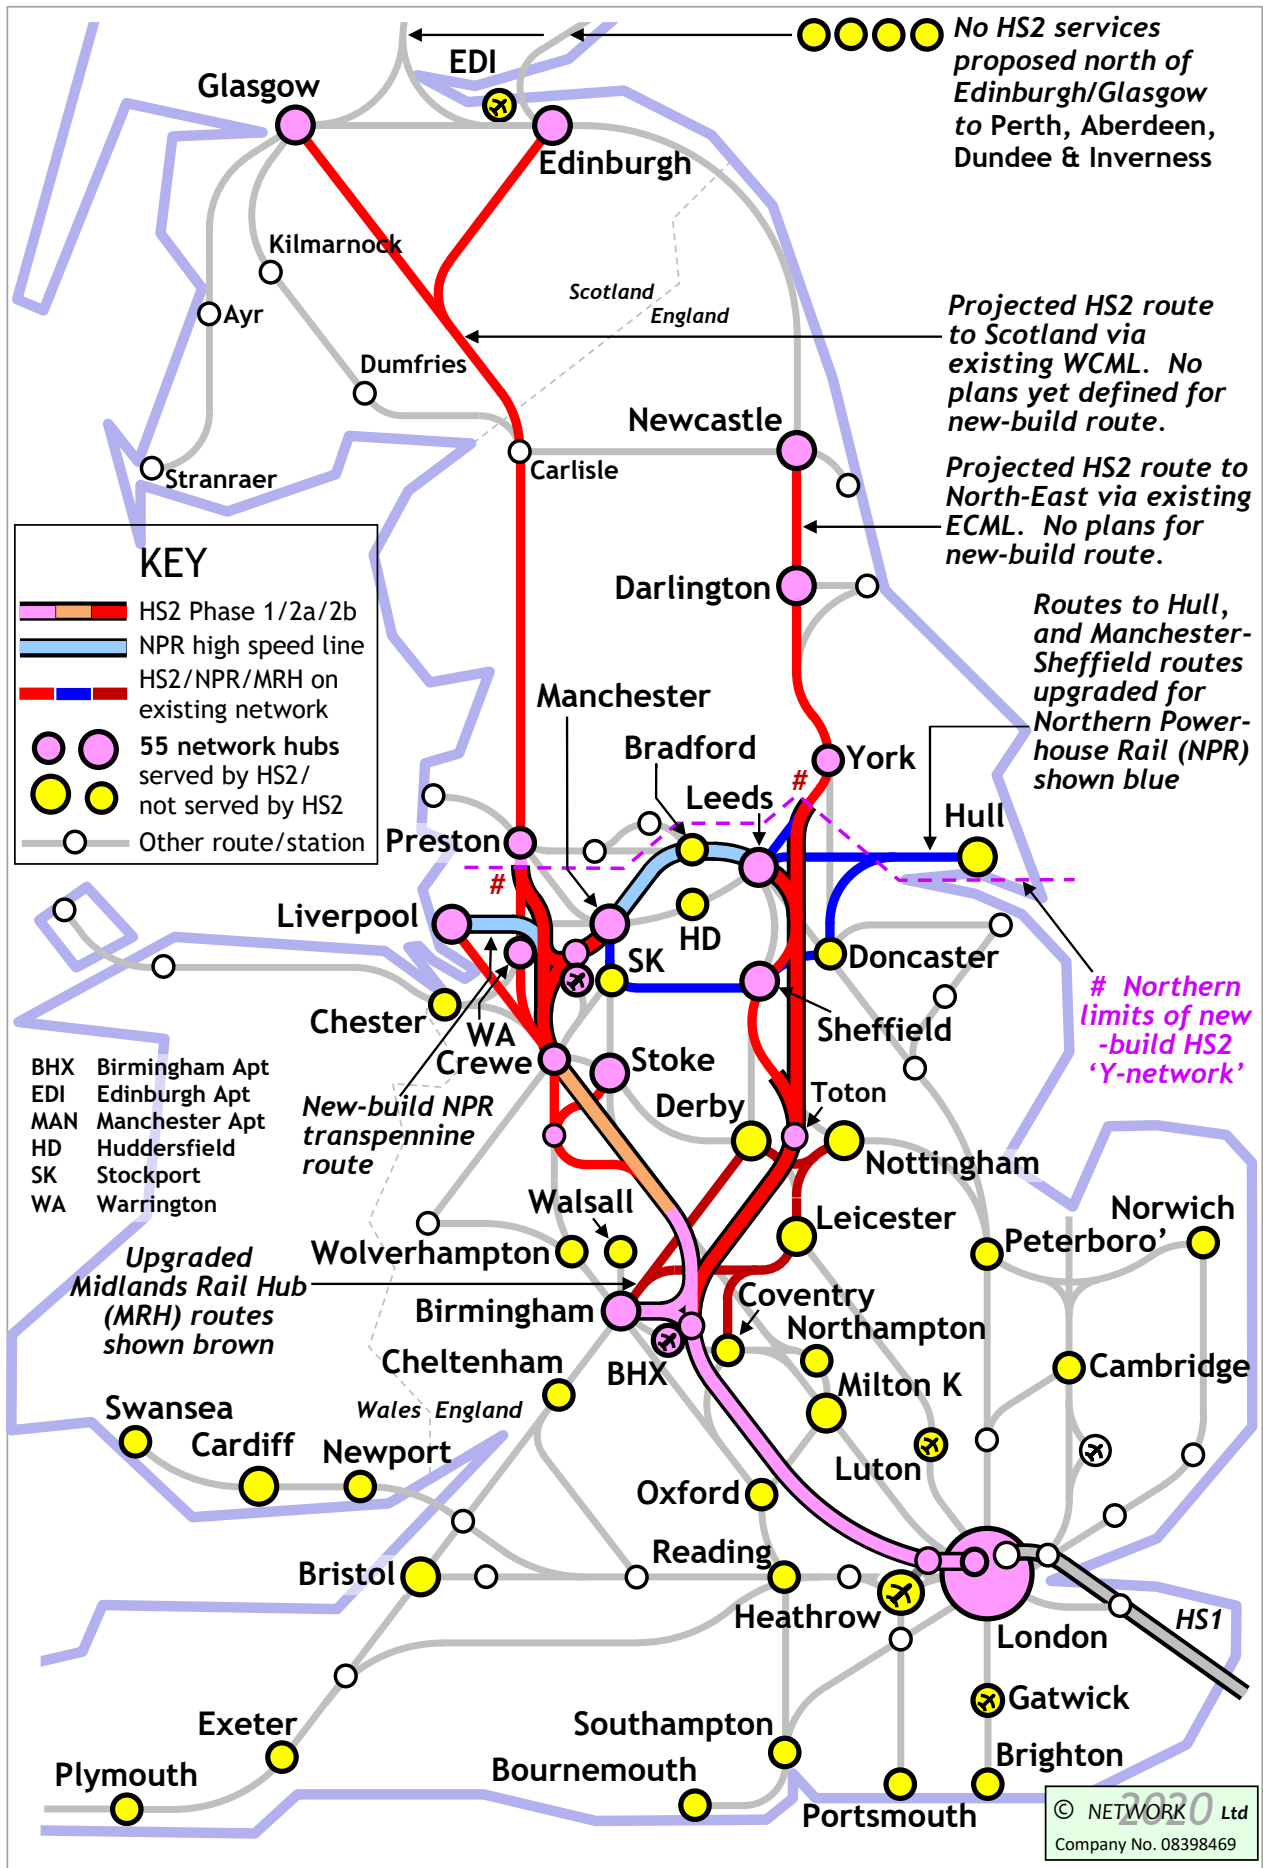 No HS2 services
proposed north of
Edinburgh/Glasgow
to Perth, Aberdeen,
Dundee & Inverness
EDI
Glasgow
Edinburgh
Kilmarnock
Ayr
Scotland
England
Dumfries
Projected HS2 route
to Scotland via
existing WCML. No
plans yet defined for
new-build route.
Newcastle
Carlisle
Stranraer
Projected HS2 route to
North-East via existing
ECML. No plans for
new-build route.
Darlington
KEY
HS2 Phase 1/2a/2b
NPR high speed line
HS2/NPR/MRH on
existing network
55 network hubs
served by HS2/
not served by HS2
Other route/station
Routes to Hull,
and Manchester-
Sheffield routes
upgraded for
Northern Power-
house Rail (NPR)
shown blue
Manchester
Bradford
York
#
Leeds
Hull
Preston
#
Liverpool
HD
SK
Doncaster
Chester
WA
Sheffield
# Northern
limits of new
-build HS2
‘Y-network’
Crewe
Stoke
BHX Birmingham Apt
EDI Edinburgh Apt
MAN Manchester Apt
HD Huddersfield
SK Stockport
WA Warrington
New-build NPR
transpennine
route
Derby
Toton
Nottingham
Walsall
Leicester
Norwich
Wolverhampton
Peterboro’
Upgraded
Midlands Rail Hub
(MRH) routes
shown brown
Birmingham
Coventry
Northampton
BHX
Cheltenham
Cambridge
Milton K
Wales England
Swansea
Cardiff
Newport
Luton
Oxford
Reading
Bristol
Heathrow
London
HS1
Gatwick
Exeter
Southampton
Bournemouth
Brighton
Plymouth
Portsmouth
© NETWORK 2020 Ltd
Company No. 08398469